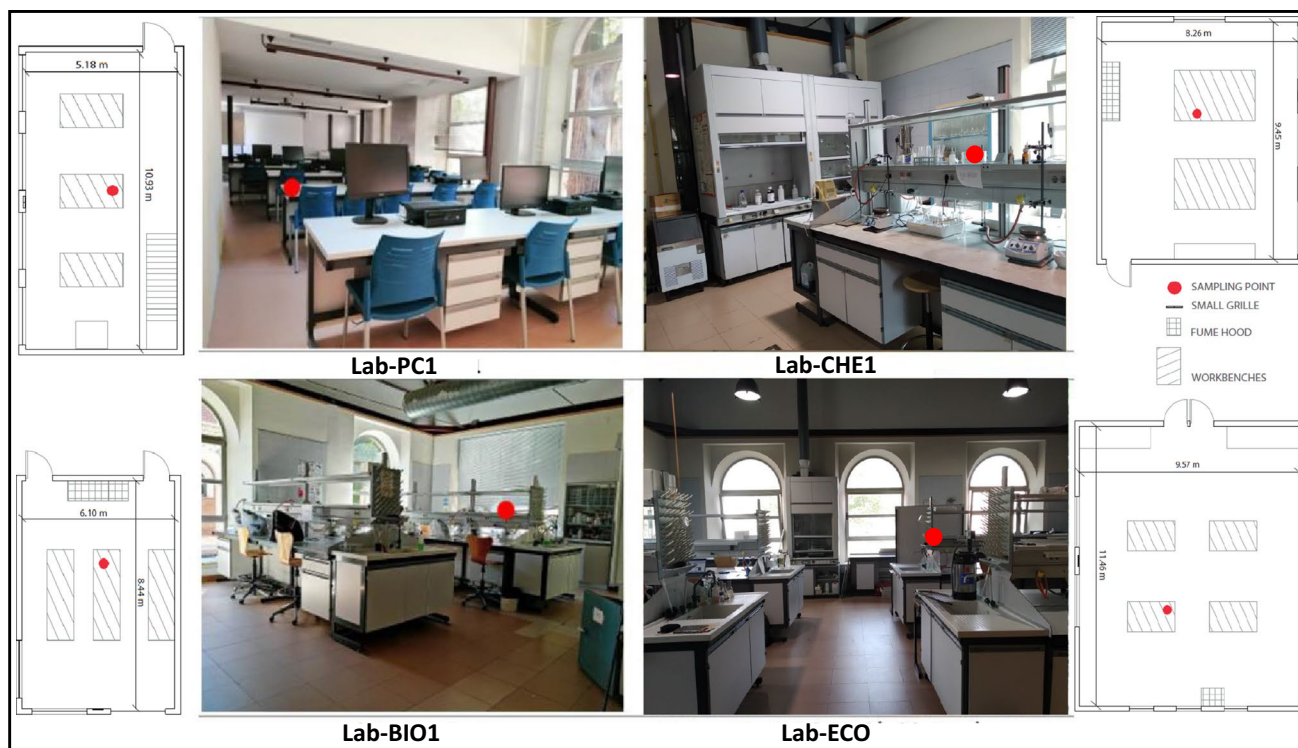 5.18 m
10.93 m
8.26 m
9.45 m
SAMPLING POINT
SMALL GRILLE
FUME HOOD
WORKBENCHES
Lab-PC1
Lab-CHE1
6.10 m
8.44 m
9.57 m
11.46 m
Lab-BIO1
Lab-ECO